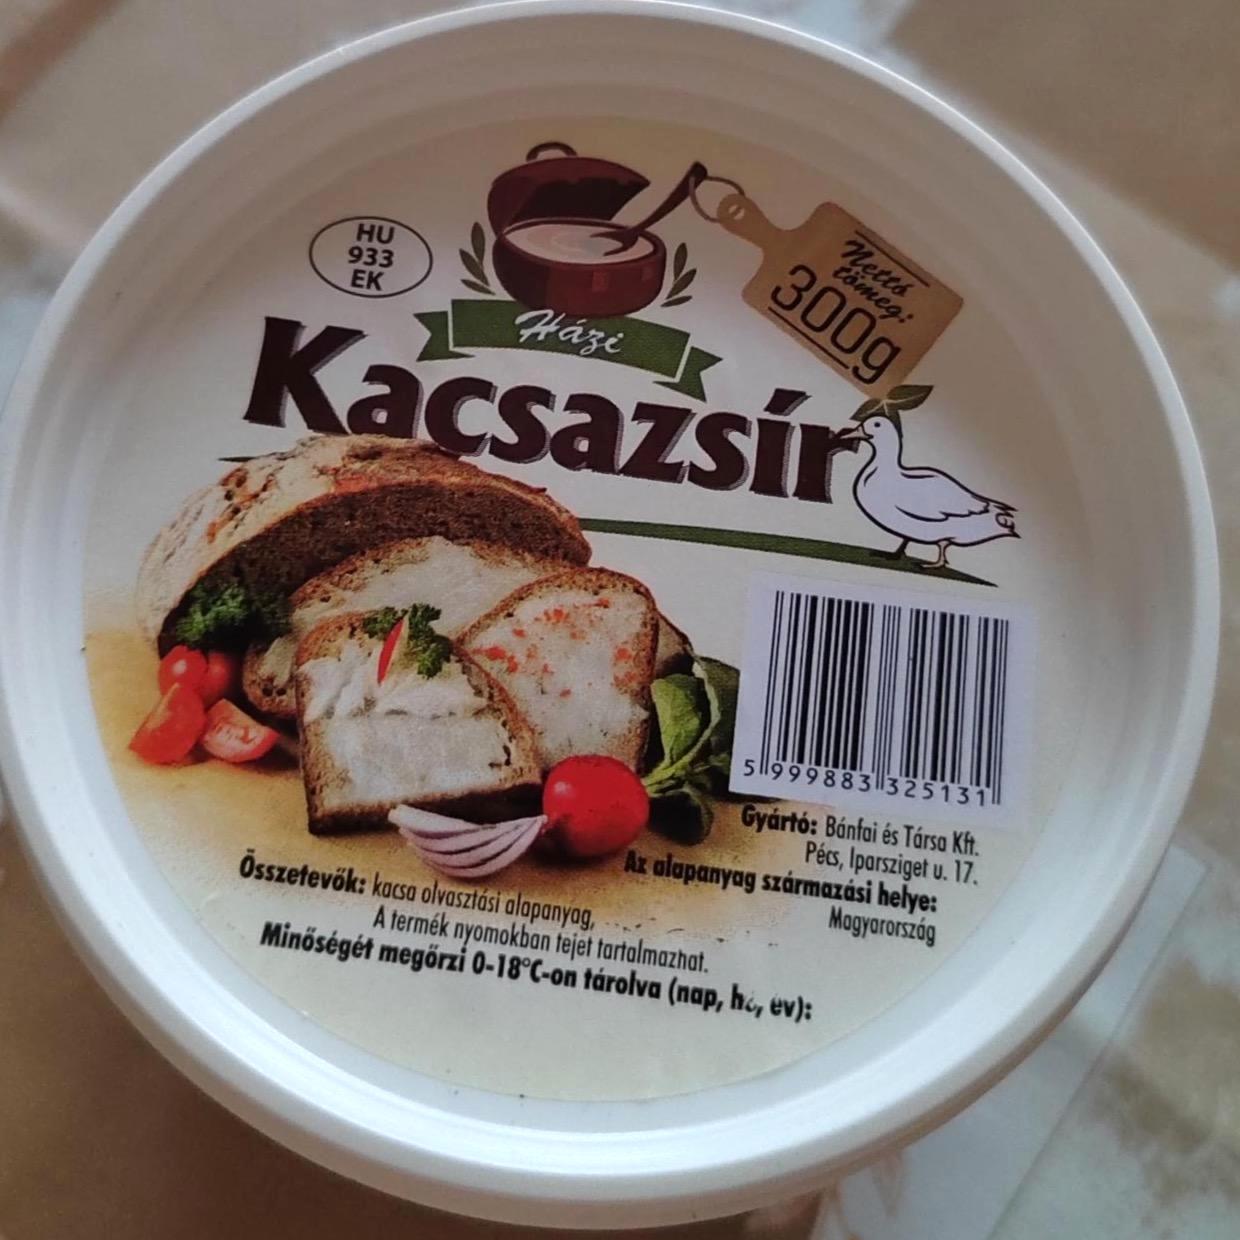 HU
933
EK
Nettó
tömeg:
300g
Házi
Kacsazsír
5 999883 325131
Gyártó: Bánfai és Társa Kft.
Pécs, Iparsziget u. 17.
Az alapanyag származási helye:
Magyarország
Összetevők: kacsa olvasztási alapanyag,
A termék nyomokban tejet tartalmazhat.
Minőségét megőrzi 0-18°C-on tárolva (nap, hó, év):